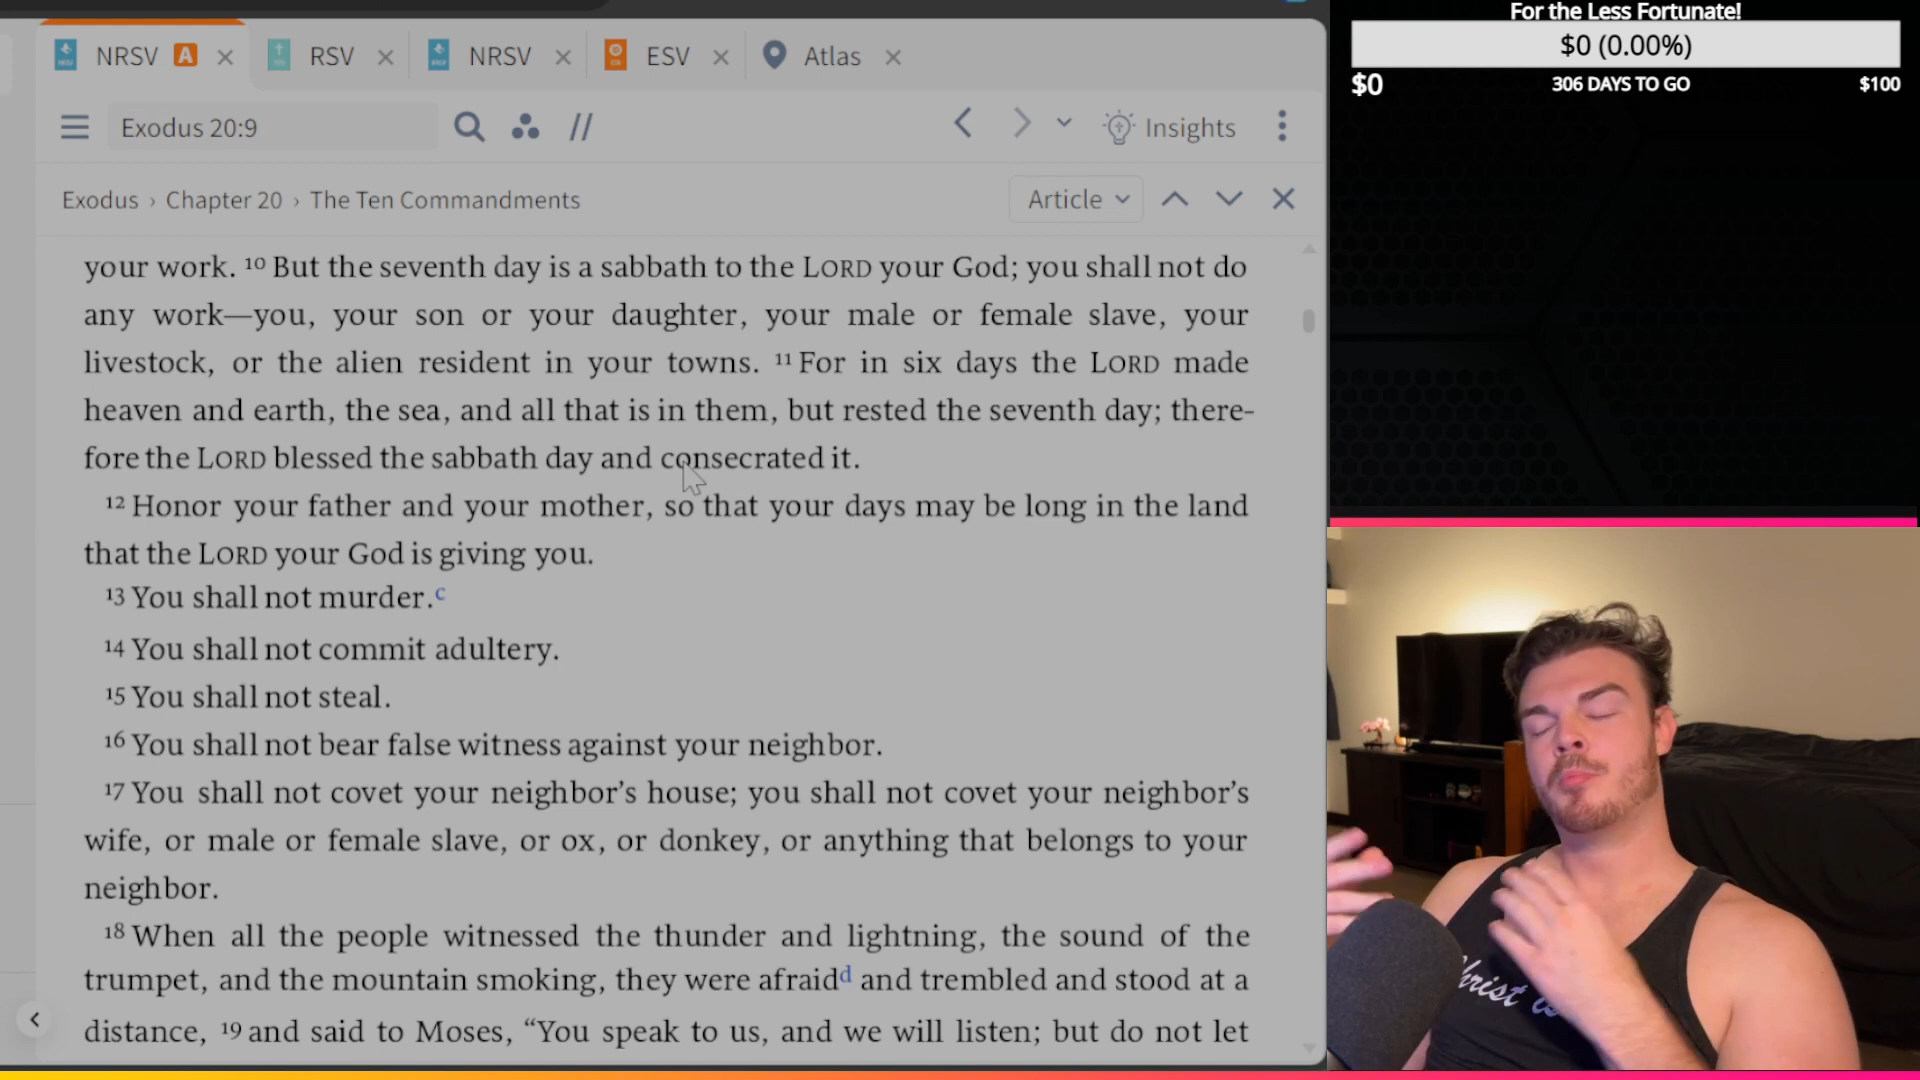 For the Less Fortunate!
$0 (0.00%)
$0 306 DAYS TO GO $100
NRSV A RSV NRSV ESV Atlas
Exodus 20:9 Insights
Exodus › Chapter 20 › The Ten Commandments Article
your work. 10 But the seventh day is a sabbath to the LORD your God; you shall not do
any work—you, your son or your daughter, your male or female slave, your
livestock, or the alien resident in your towns. 11 For in six days the LORD made
heaven and earth, the sea, and all that is in them, but rested the seventh day; there-
fore the LORD blessed the sabbath day and consecrated it.
12 Honor your father and your mother, so that your days may be long in the land
that the LORD your God is giving you.
13 You shall not murder.c
14 You shall not commit adultery.
15 You shall not steal.
16 You shall not bear false witness against your neighbor.
17 You shall not covet your neighbor’s house; you shall not covet your neighbor’s
wife, or male or female slave, or ox, or donkey, or anything that belongs to your
neighbor.
18 When all the people witnessed the thunder and lightning, the sound of the
trumpet, and the mountain smoking, they were afraidd and trembled and stood at a
distance, 19 and said to Moses, “You speak to us, and we will listen; but do not let